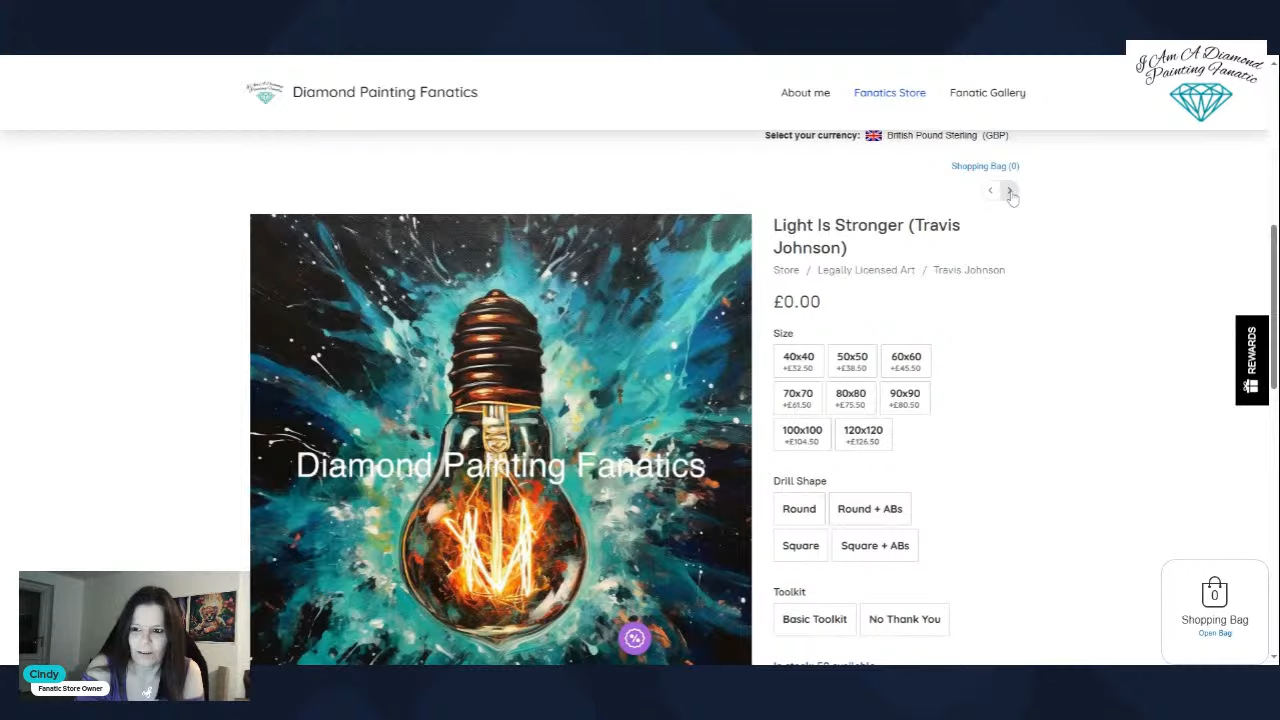 I Am A Diamond
Painting Fanatic
Diamond Painting Fanatics
About me
Fanatics Store
Fanatic Gallery
Select your currency:
British Pound Sterling (GBP)
Shopping Bag (0)
Light Is Stronger (Travis
Johnson)
Store / Legally Licensed Art / Travis Johnson
£0.00
Size
40x40
+£32.50
50x50
+£38.50
60x60
+£45.50
70x70
+£61.50
80x80
+£75.50
90x90
+£80.50
100x100
+£104.50
120x120
+£126.50
Drill Shape
Round
Round + ABs
Square
Square + ABs
Toolkit
Basic Toolkit
No Thank You
In stock: 50 available
Diamond Painting Fanatics
REWARDS
0
Shopping Bag
Open Bag
Cindy
Fanatic Store Owner